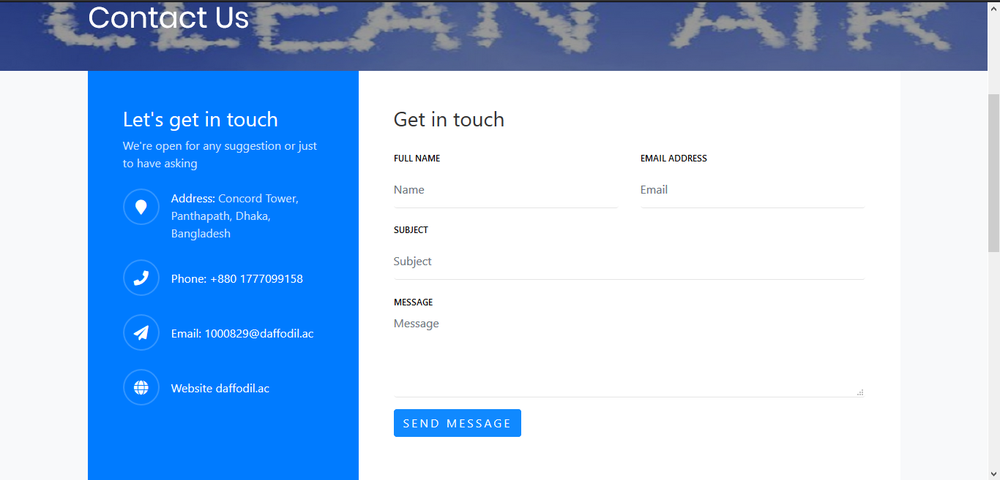 Contact Us
CLEAN AIR
Let's get in touch
We're open for any suggestion or just
to have asking
Address: Concord Tower,
Panthapath, Dhaka,
Bangladesh
Phone: +880 1777099158
Email: 1000829@daffodil.ac
Website daffodil.ac
Get in touch
FULL NAME
EMAIL ADDRESS
Name
Email
SUBJECT
Subject
MESSAGE
Message
SEND MESSAGE